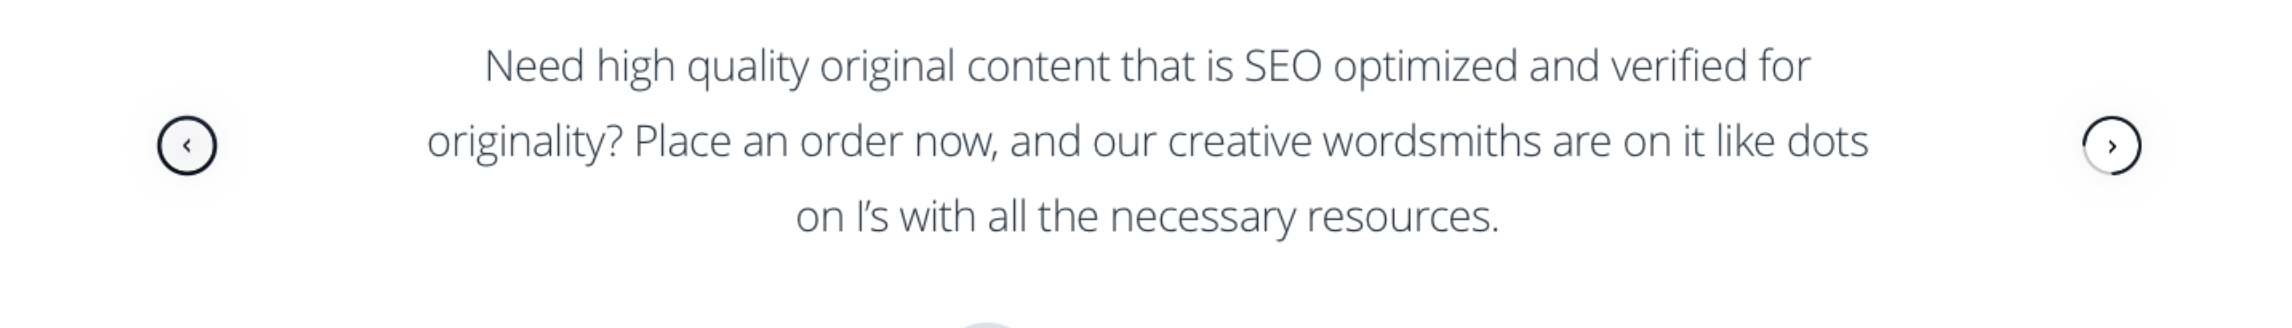 Need high quality original content that is SEO optimized and verified for
originality? Place an order now, and our creative wordsmiths are on it like dots
on I's with all the necessary resources.